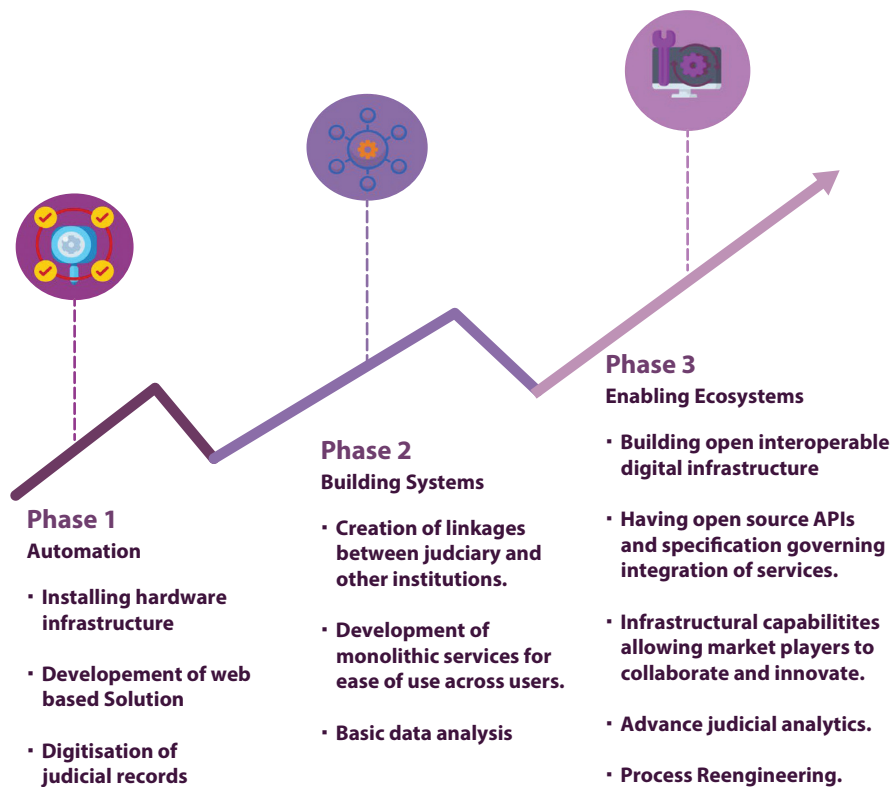 Phase 1
Automation
· Installing hardware
infrastructure
· Developement of web
based Solution
· Digitisation of
judicial records
Phase 2
Building Systems
· Creation of linkages
between judciary and
other institutions.
· Development of
monolithic services for
ease of use across users.
· Basic data analysis
Phase 3
Enabling Ecosystems
· Building open interoperable
digital infrastructure
· Having open source APIs
and specification governing
integration of services.
· Infrastructural capabilitites
allowing market players to
collaborate and innovate.
· Advance judicial analytics.
· Process Reengineering.